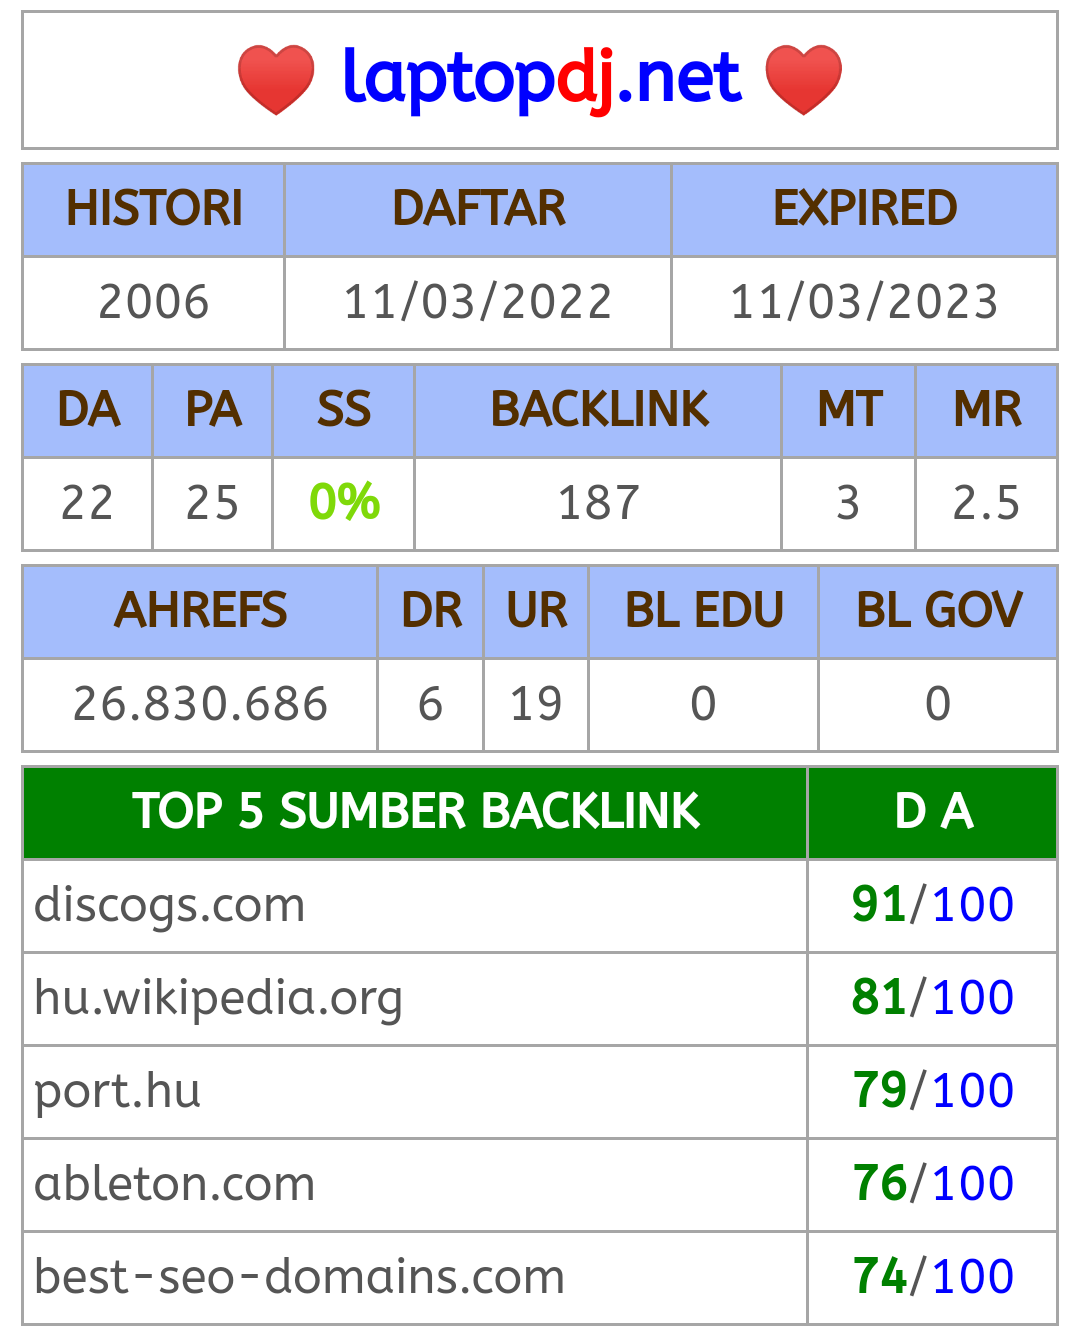 laptopdj.net
HISTORI DAFTAR EXPIRED
2006 11/03/2022 11/03/2023
DA PA SS BACKLINK MT MR
22 25 0% 187 3 2.5
AHREFS DR UR BL EDU BL GOV
26.830.686 6 19 0 0
TOP 5 SUMBER BACKLINK D A
discogs.com 91/100
hu.wikipedia.org 81/100
port.hu 79/100
ableton.com 76/100
best-seo-domains.com 74/100